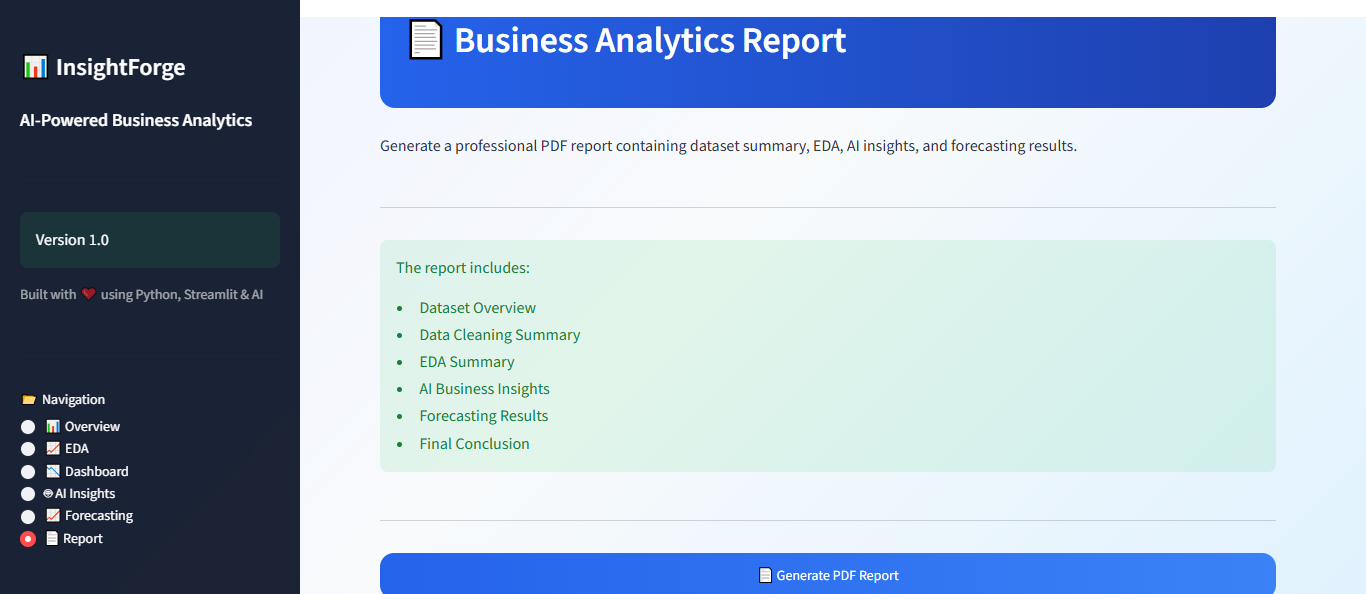 InsightForge
AI-Powered Business Analytics
Version 1.0
Built with ❤️ using Python, Streamlit & AI
Navigation
Overview
EDA
Dashboard
AI Insights
Forecasting
Report
Business Analytics Report
Generate a professional PDF report containing dataset summary, EDA, AI insights, and forecasting results.
The report includes:
• Dataset Overview
• Data Cleaning Summary
• EDA Summary
• AI Business Insights
• Forecasting Results
• Final Conclusion
Generate PDF Report